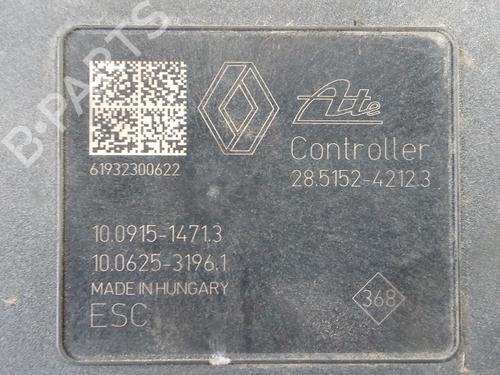 B-PARTS
Ate
Controller
28.5152-4212.3
61932300622
10.0915-1471.3
10.0625-3196.1
MADE IN HUNGARY
ESC
368